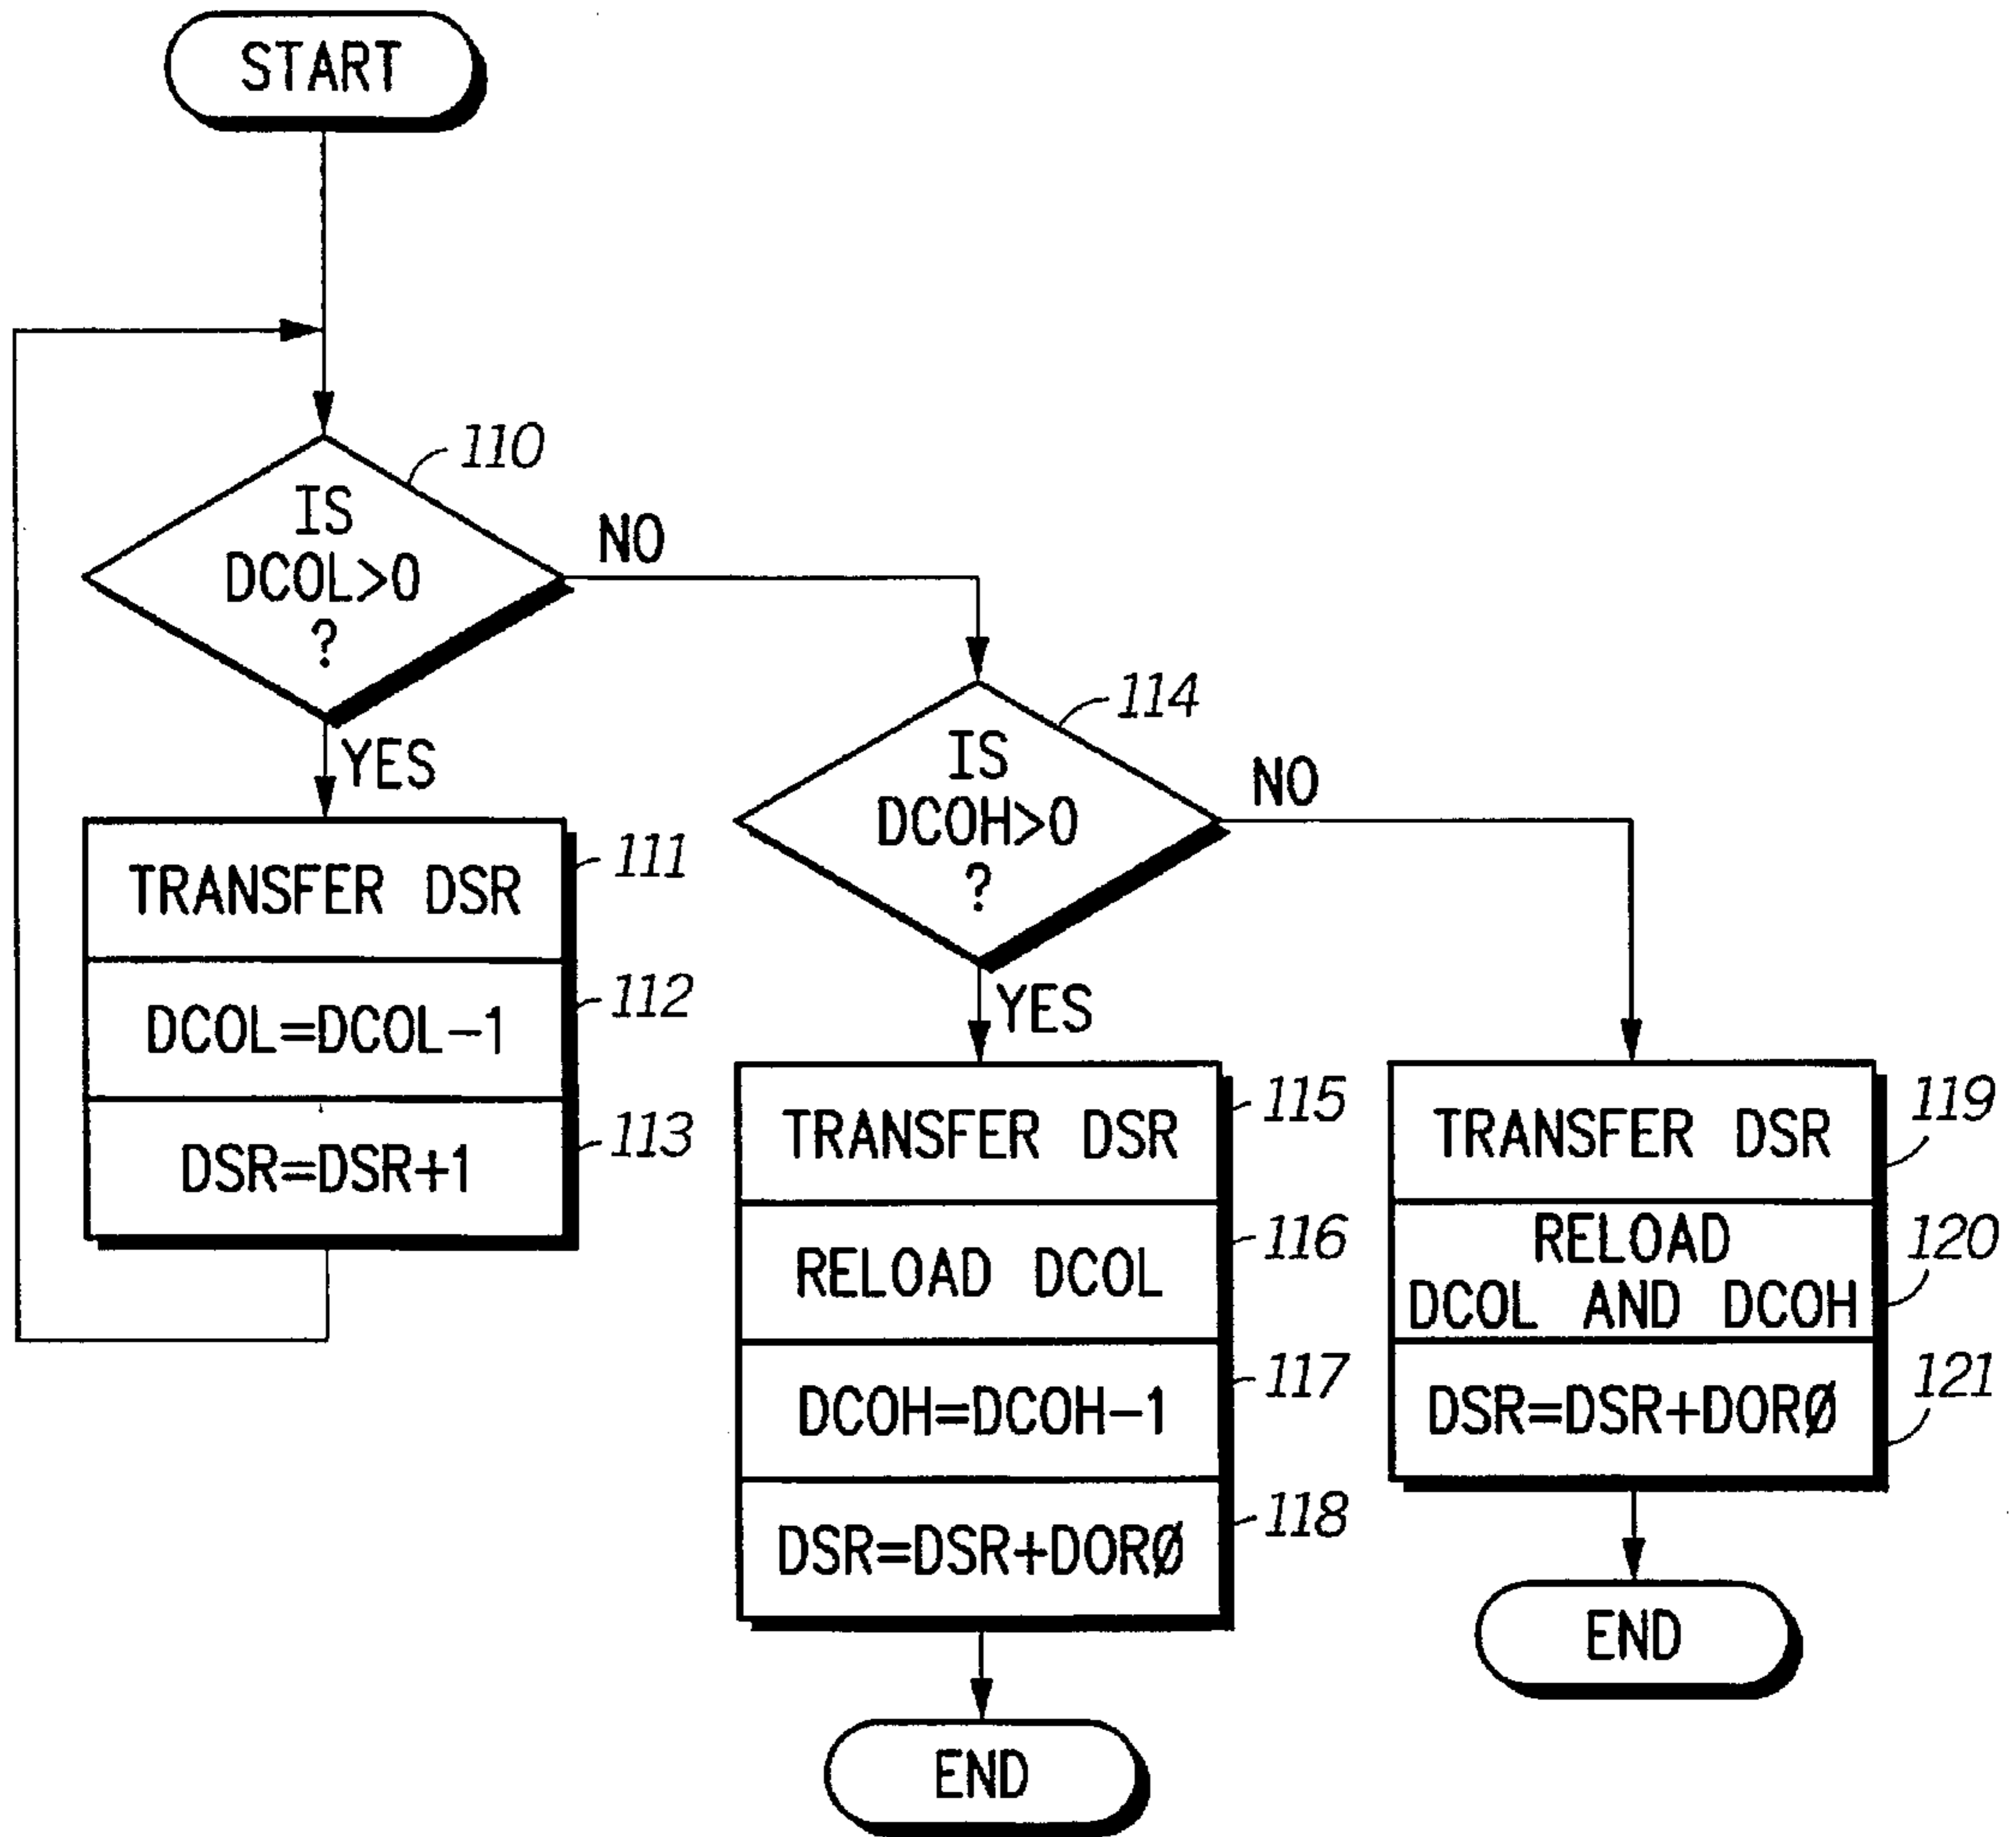 START
110
IS
DCOL>0
?
NO
YES
TRANSFER DSR
111
DCOL=DCOL-1
112
DSR=DSR+1
113
114
IS
DCOH>0
?
NO
YES
TRANSFER DSR
115
RELOAD DCOL
116
DCOH=DCOH-1
117
DSR=DSR+DORØ
118
END
TRANSFER DSR
119
RELOAD
DCOL AND DCOH
120
DSR=DSR+DORØ
121
END